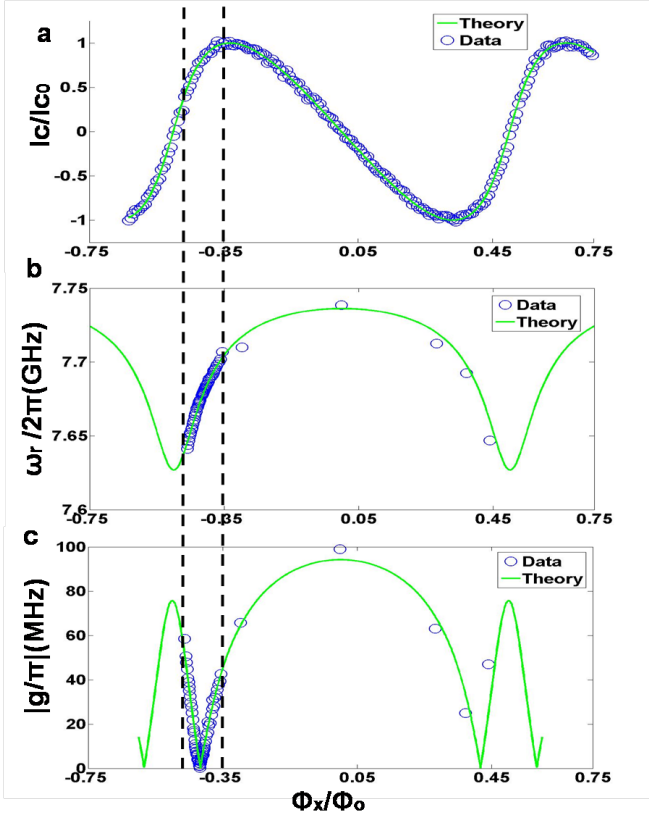 a
Ic/Ico
1
0.5
0
-0.5
-1
Theory
Data
-0.75 -0.35 0.05 0.45 0.75
b
ωr/2π(GHz)
7.75
7.7
7.65
7.6
Data
Theory
-0.75 -0.35 0.05 0.45 0.75
c
|g/π|(MHz)
100
80
60
40
20
0
Data
Theory
-0.75 -0.35 0.05 0.45 0.75
Φx/Φo